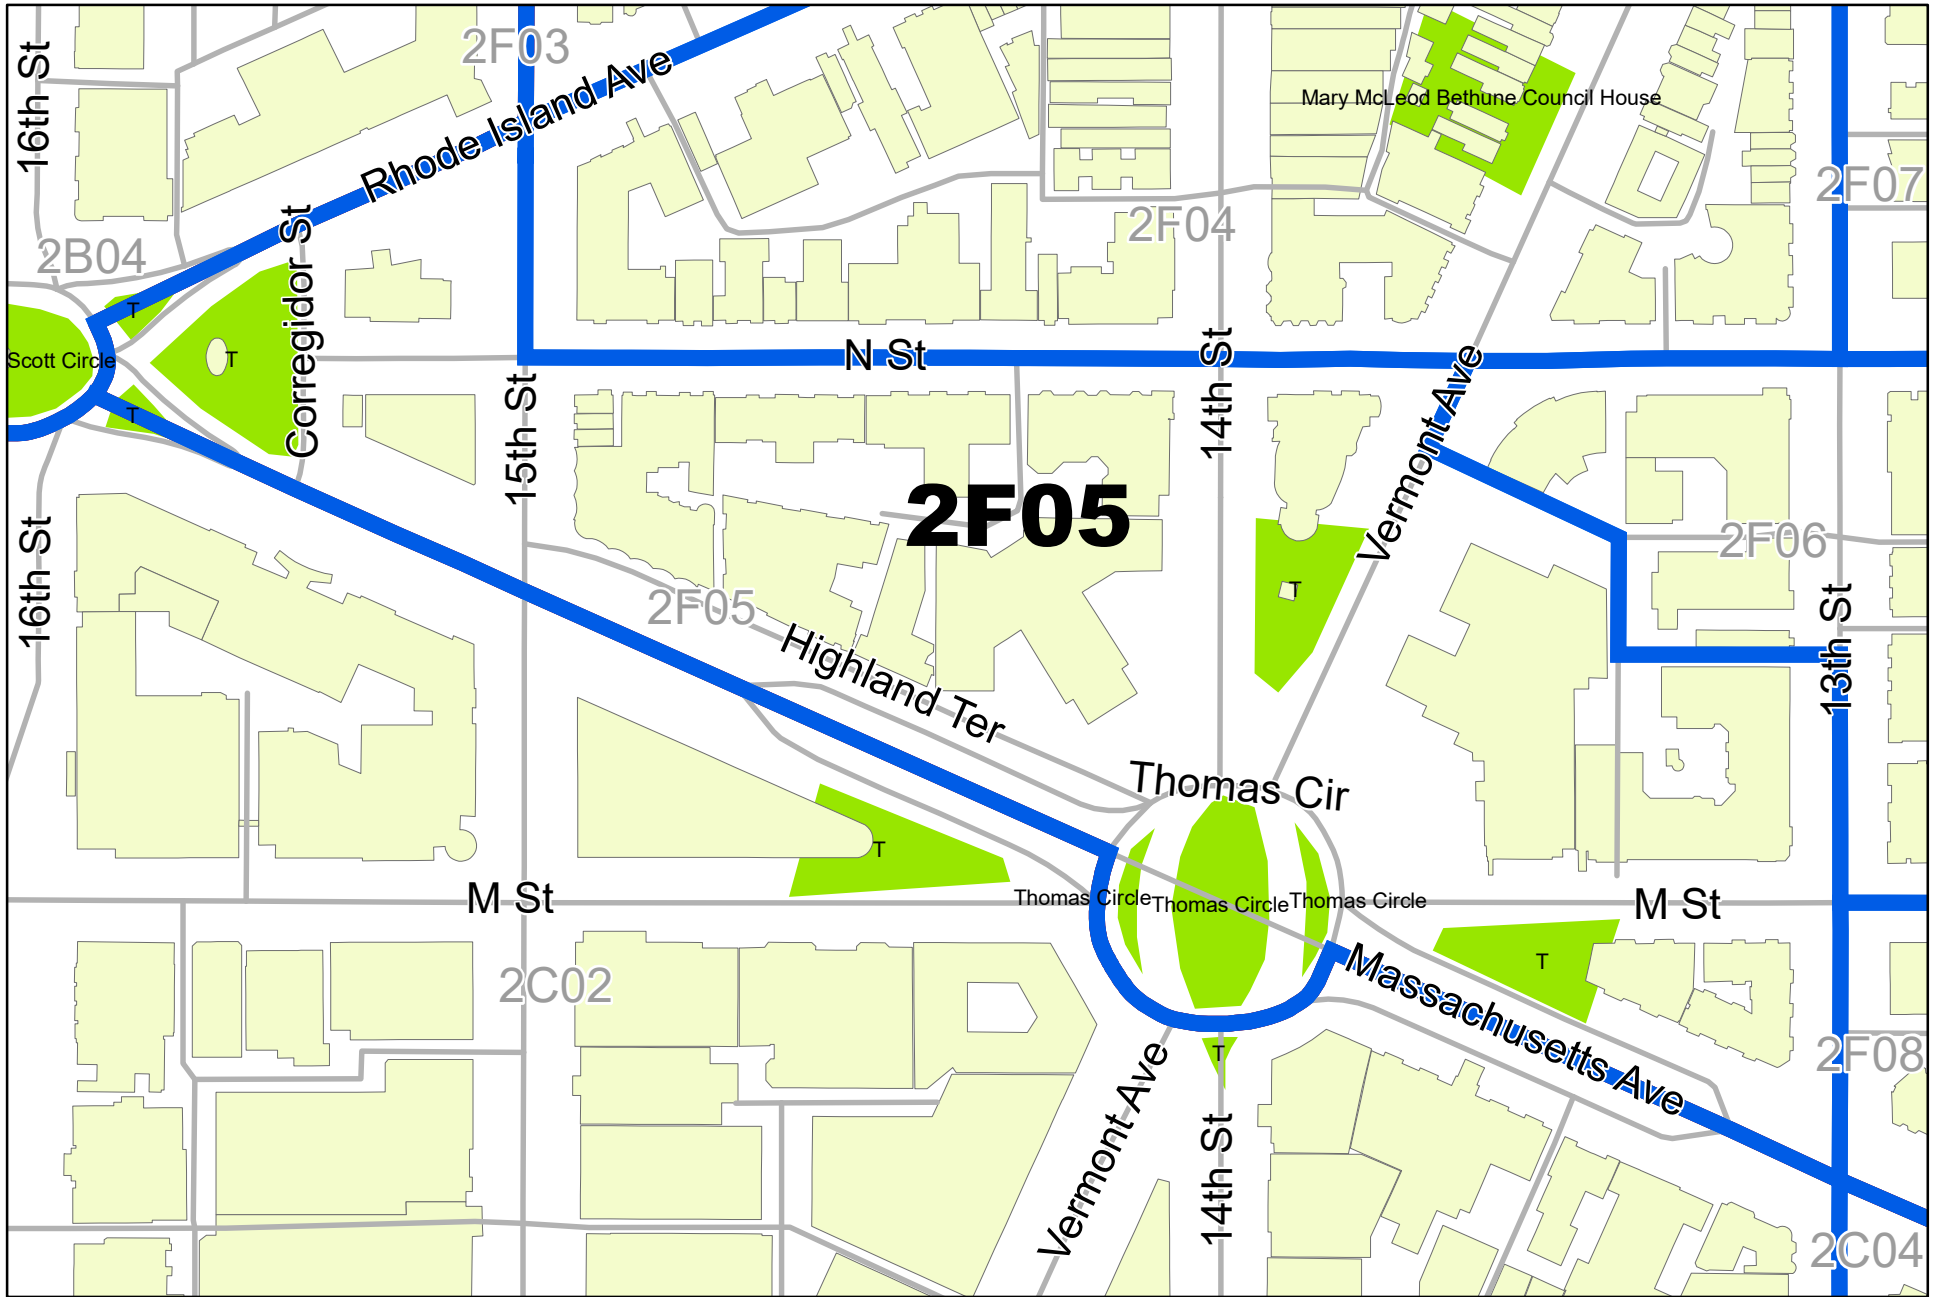 16th St
2F03
Rhode Island Ave
Mary McLeod Bethune Council House
2F07
2F04
2B04
Corregidor St
T
Scott Circle
T
T
N St
14th St
Vermont Ave
15th St
2F05
2F06
16th St
T
2F05
13th St
Highland Ter
Thomas Cir
T
M St
Thomas Circle
Thomas Circle
Thomas Circle
M St
T
2C02
Massachusetts Ave
T
2F08
Vermont Ave
14th St
2C04